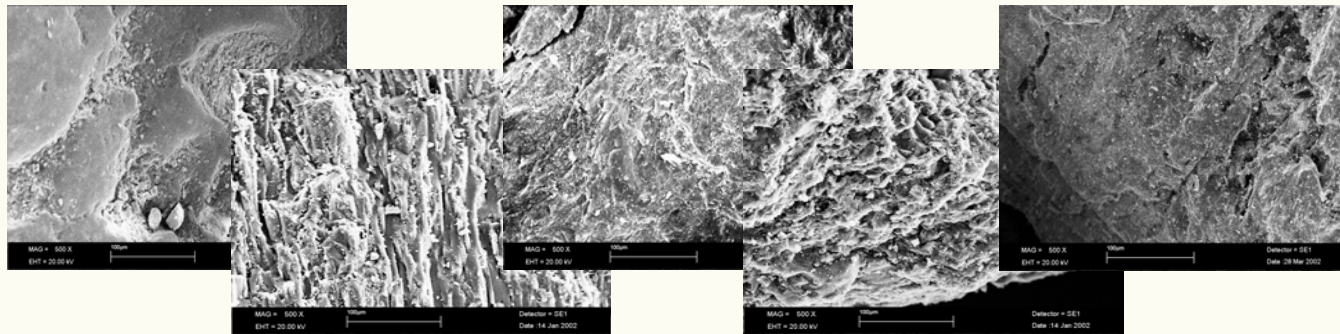 MAG = 500 X
100µm
EHT = 20.00 kV
MAG = 500 X
100µm
Detector = SE1
EHT = 20.00 kV
Date :14 Jan 2002
MAG = 500 X
100µm
EHT = 20.00 kV
MAG = 500 X
100µm
Detector = SE1
EHT = 20.00 kV
Date :14 Jan 2002
MAG = 500 X
100µm
Detector = SE1
EHT = 20.00 kV
Date :28 Mar 2002